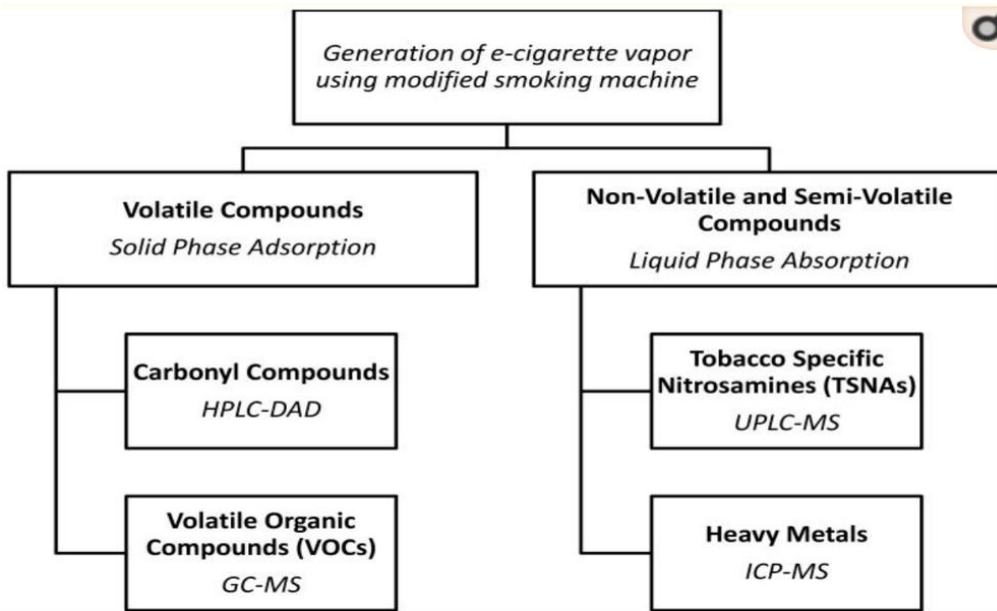 Generation of e-cigarette vapor
using modified smoking machine
Volatile Compounds
Solid Phase Adsorption
Non-Volatile and Semi-Volatile
Compounds
Liquid Phase Absorption
Carbonyl Compounds
HPLC-DAD
Tobacco Specific
Nitrosamines (TSNAs)
UPLC-MS
Volatile Organic
Compounds (VOCs)
GC-MS
Heavy Metals
ICP-MS